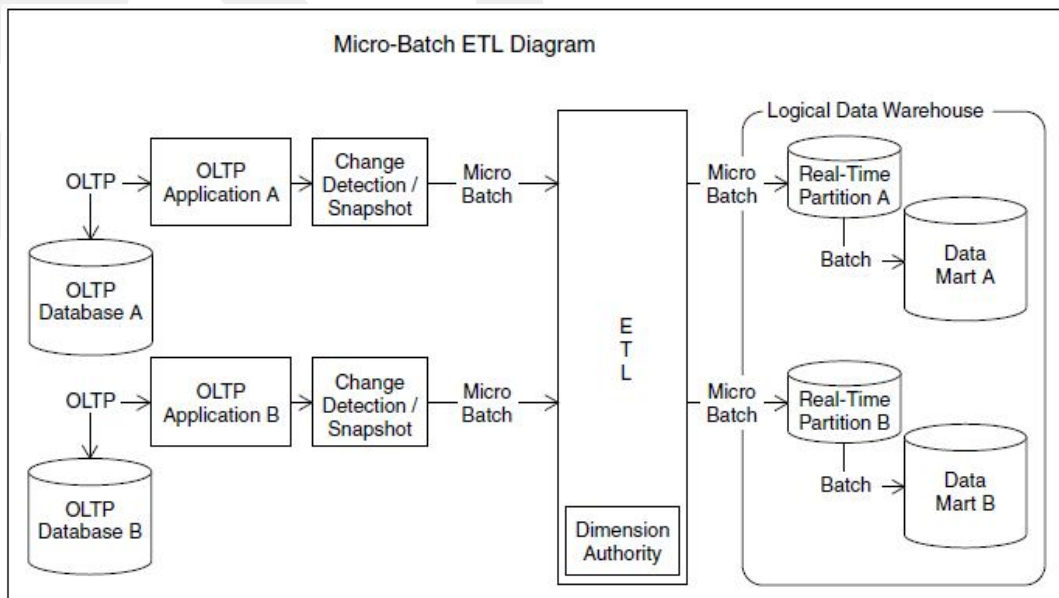 Micro-Batch ETL Diagram
Logical Data Warehouse
OLTP
OLTP
Application A
Change
Detection /
Snapshot
Micro
Batch
Micro
Batch
Real-Time
Partition A
OLTP
Database A
Batch
Data
Mart A
E
T
L
OLTP
OLTP
Application B
Change
Detection /
Snapshot
Micro
Batch
Micro
Batch
Real-Time
Partition B
OLTP
Database B
Batch
Data
Mart B
Dimension
Authority